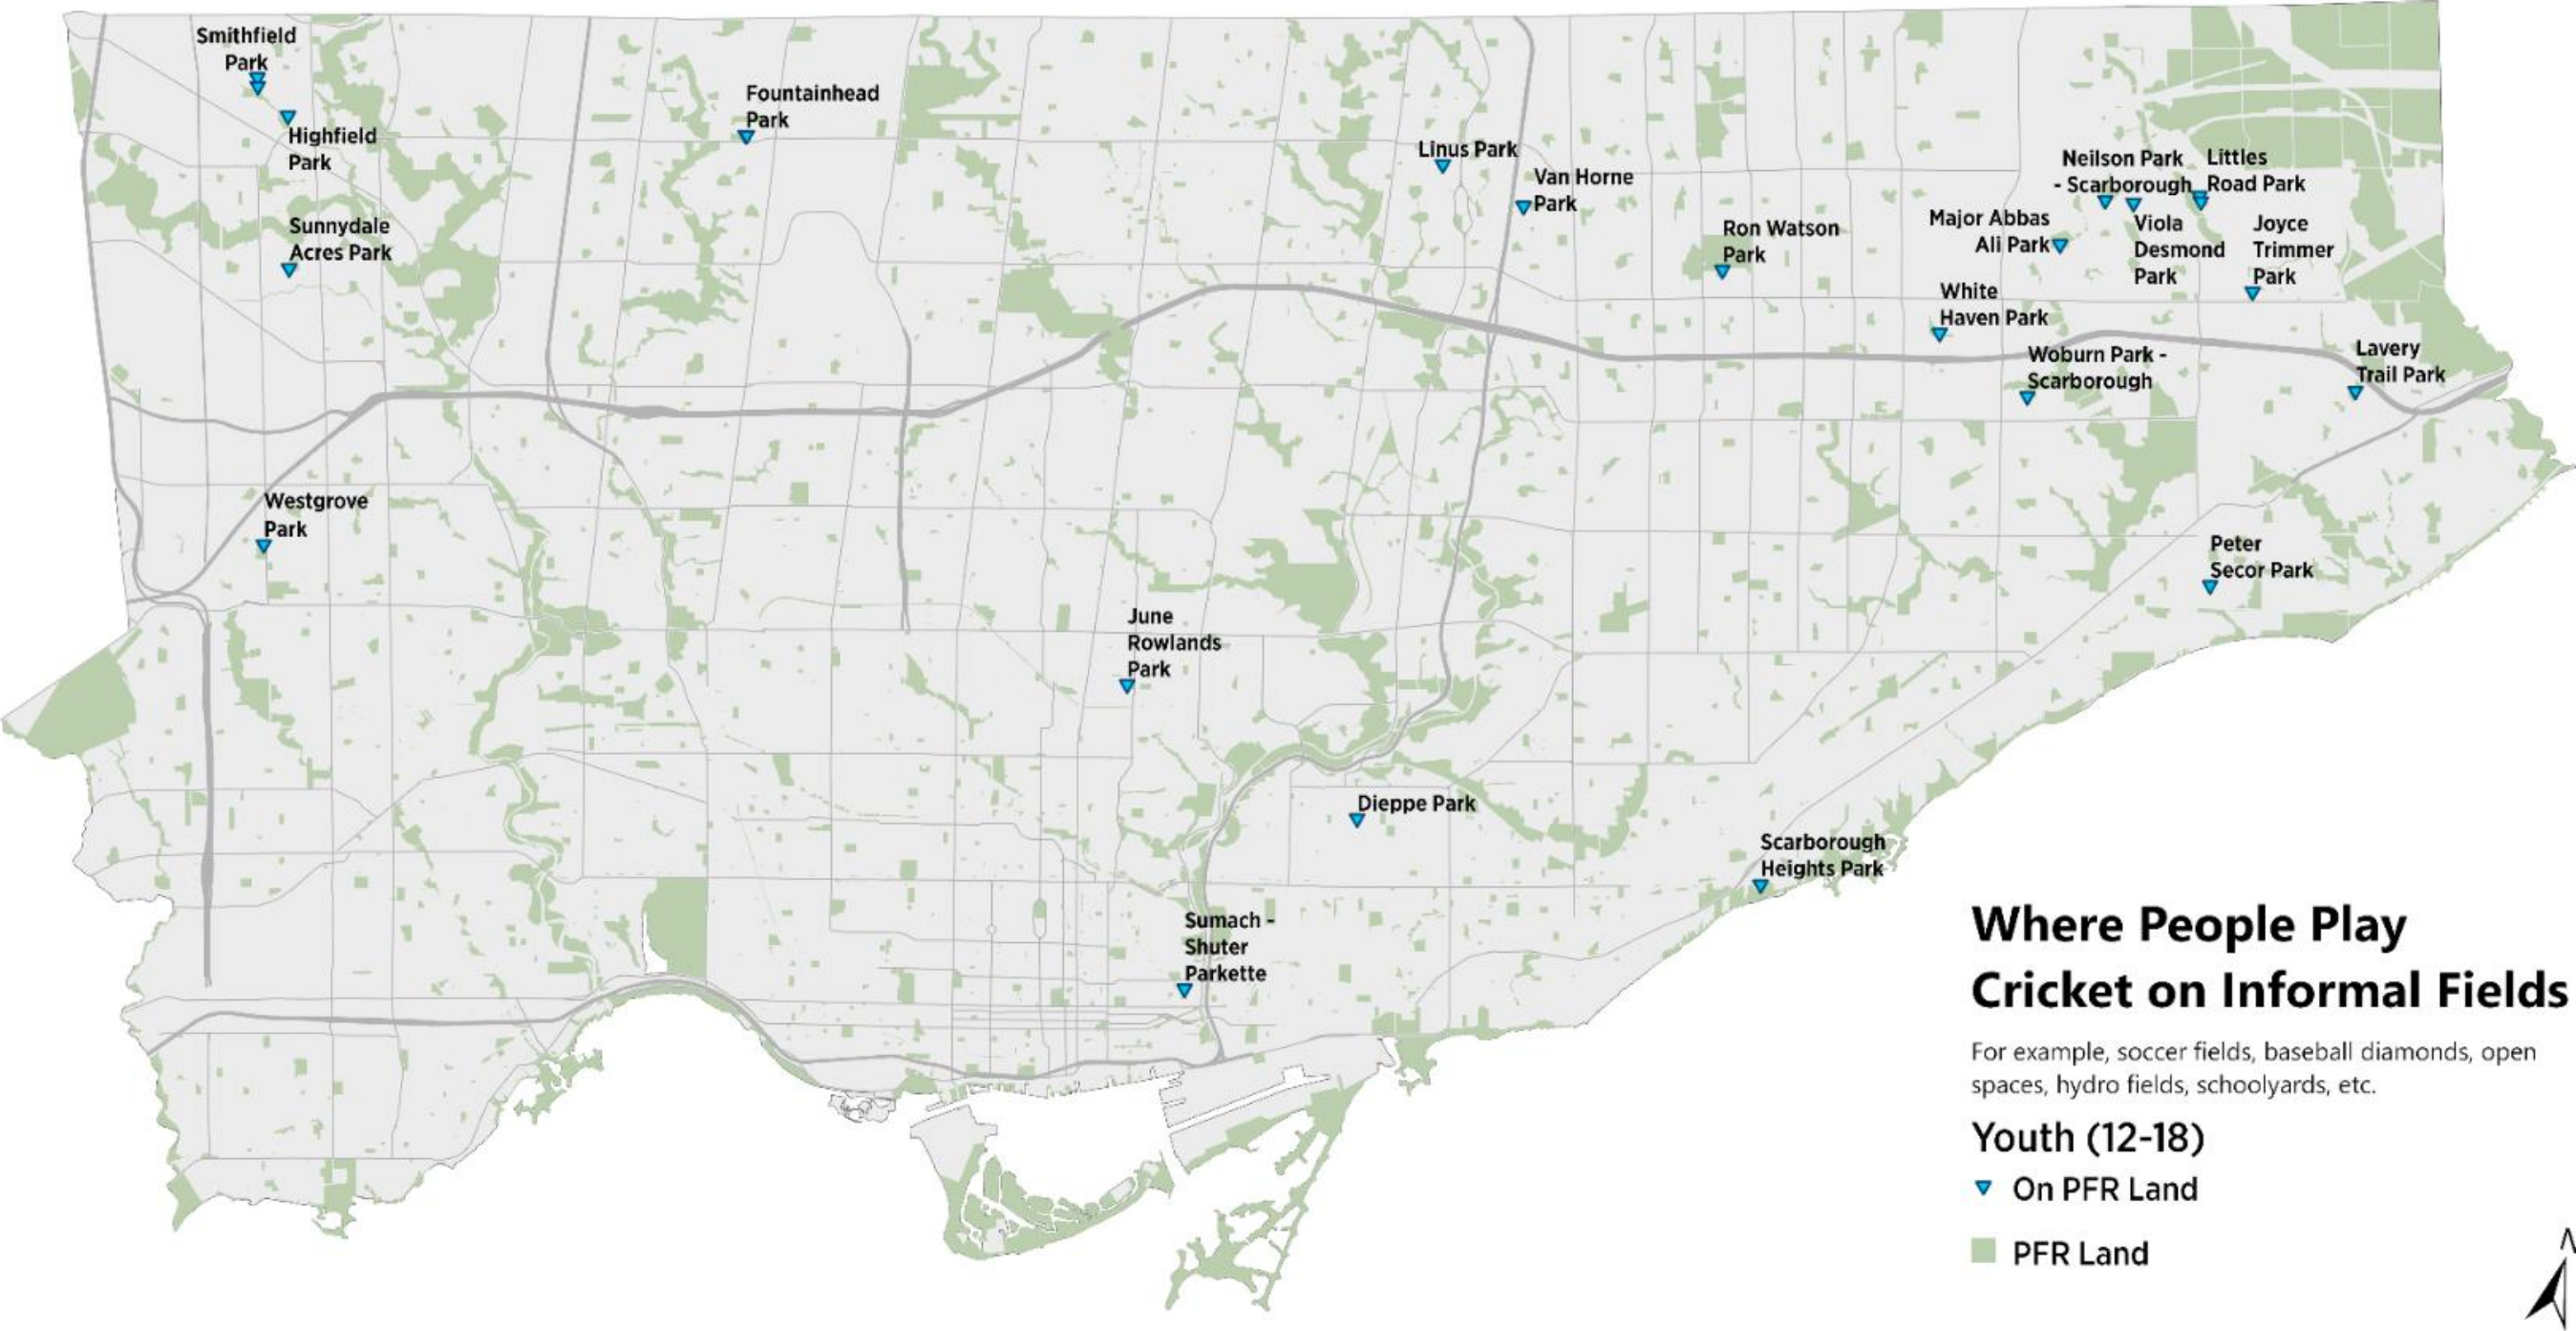 Smithfield
Park
Highfield
Park
Sunnydale
Acres Park
Fountainhead
Park
Linus Park
Van Horne
Park
Ron Watson
Park
Major Abbas
Ali Park
Neilson Park
- Scarborough
Littles
Road Park
Viola
Desmond
Park
Joyce
Trimmer
Park
White
Haven Park
Woburn Park -
Scarborough
Lavery
Trail Park
Westgrove
Park
Peter
Secor Park
June
Rowlands
Park
Dieppe Park
Scarborough
Heights Park
Sumach -
Shuter
Parkette
Where People Play
Cricket on Informal Fields
For example, soccer fields, baseball diamonds, open
spaces, hydro fields, schoolyards, etc.
Youth (12-18)
On PFR Land
PFR Land
N